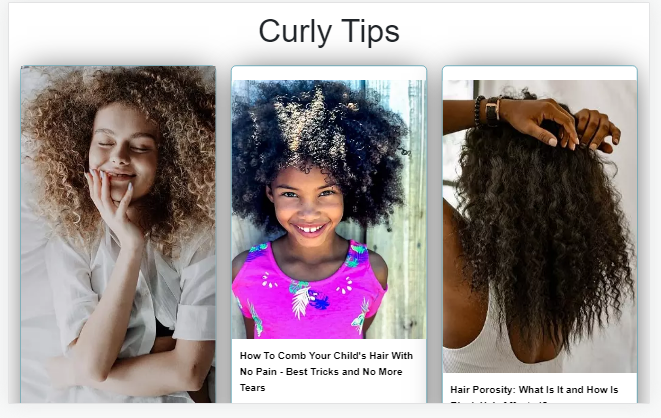 Curly Tips
How To Comb Your Child's Hair With
No Pain - Best Tricks and No More
Tears
Hair Porosity: What Is It and How Is